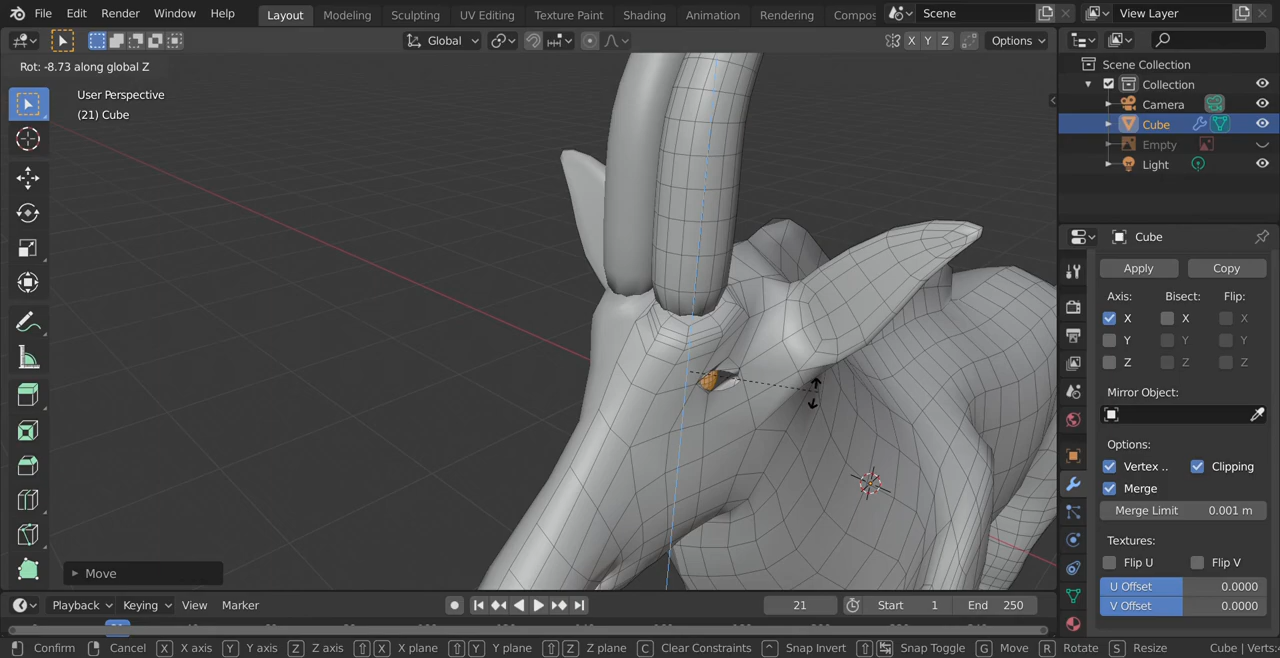 File Edit Render Window Help Layout Modeling Sculpting UV Editing Texture Paint Shading Animation Rendering Compos Scene View Layer
Global X Y Z Options
Rot: -8.73 along global Z
User Perspective
(21) Cube
Scene Collection
Collection
Camera
Cube
Empty
Light
Cube
Apply Copy
Axis: Bisect: Flip:
X X X
Y Y Y
Z Z Z
Mirror Object:
Options:
Vertex .. Clipping
Merge
Merge Limit 0.001 m
Textures:
Flip U Flip V
U Offset 0.0000
V Offset 0.0000
Move
Playback Keying View Marker 21 Start 1 End 250
Confirm Cancel X X axis Y Y axis Z Z axis X X plane Y Y plane Z Z plane C Clear Constraints ^ Snap Invert Snap Toggle G Move R Rotate S Resize Cube | Verts: